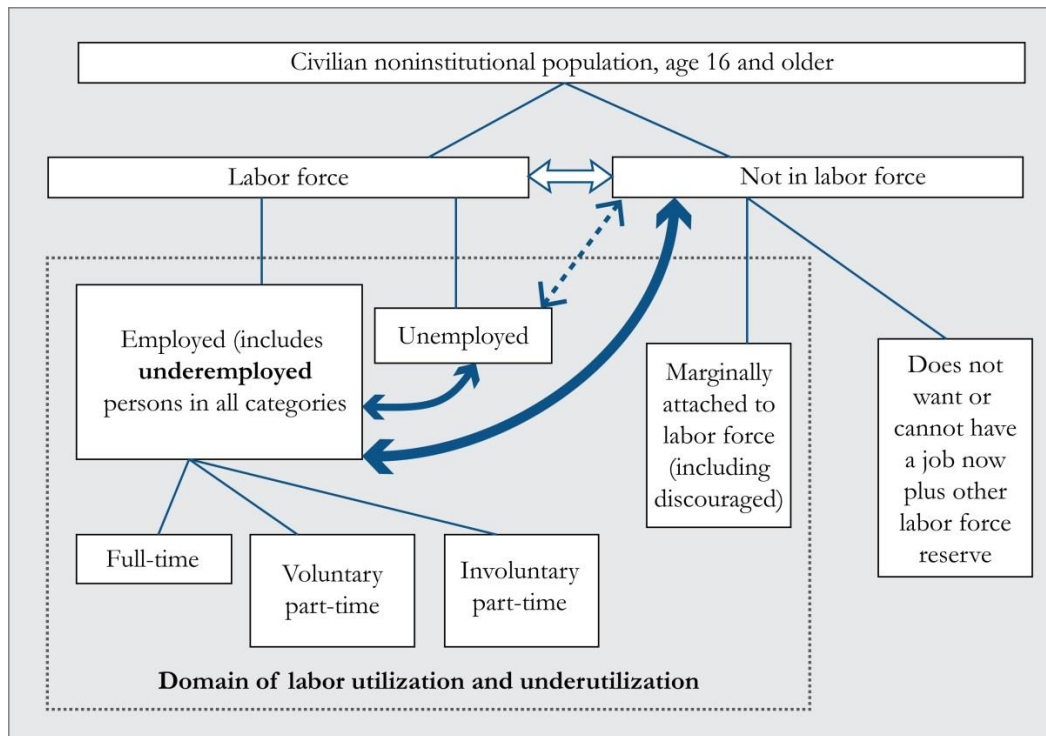 Civilian noninstitutional population, age 16 and older
Labor force
Not in labor force
Employed (includes
underemployed
persons in all categories
Unemployed
Marginally
attached to
labor force
(including
discouraged)
Does not
want or
cannot have
a job now
plus other
labor force
reserve
Full-time
Voluntary
part-time
Involuntary
part-time
Domain of labor utilization and underutilization